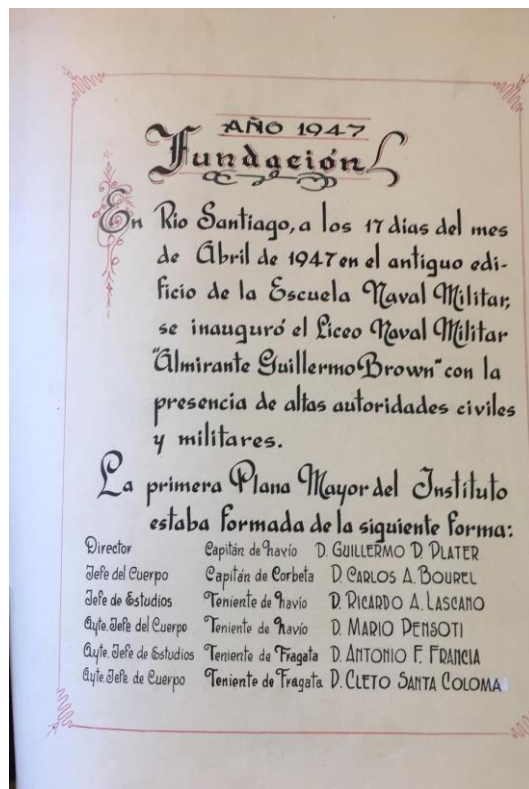 AÑO 1947
Fundación
En Rio Santiago, a los 17 dias del mes
de Abril de 1947 en el antiguo edi-
ficio de la Escuela Naval Militar,
se inauguró el Liceo Naval Militar
"Almirante Guillermo Brown" con la
presencia de altas autoridades civiles
y militares.
La primera Plana Mayor del Instituto
estaba formada de la siguiente forma:
Director Capitán de navío D. GUILLERMO D. PLATER
Jefe del Cuerpo Capitán de Corbeta D. CARLOS A. BOUREL
Jefe de Estudios Teniente de navío D. RICARDO A. LASCANO
Ayte. Jefe del Cuerpo Teniente de navío D. MARIO PENSOTI
Ayte. Jefe de Estudios Teniente de Fragata D. ANTONIO F. FRANCIA
Ayte Jefe de Cuerpo Teniente de Fragata D. CLETO SANTA COLOMA